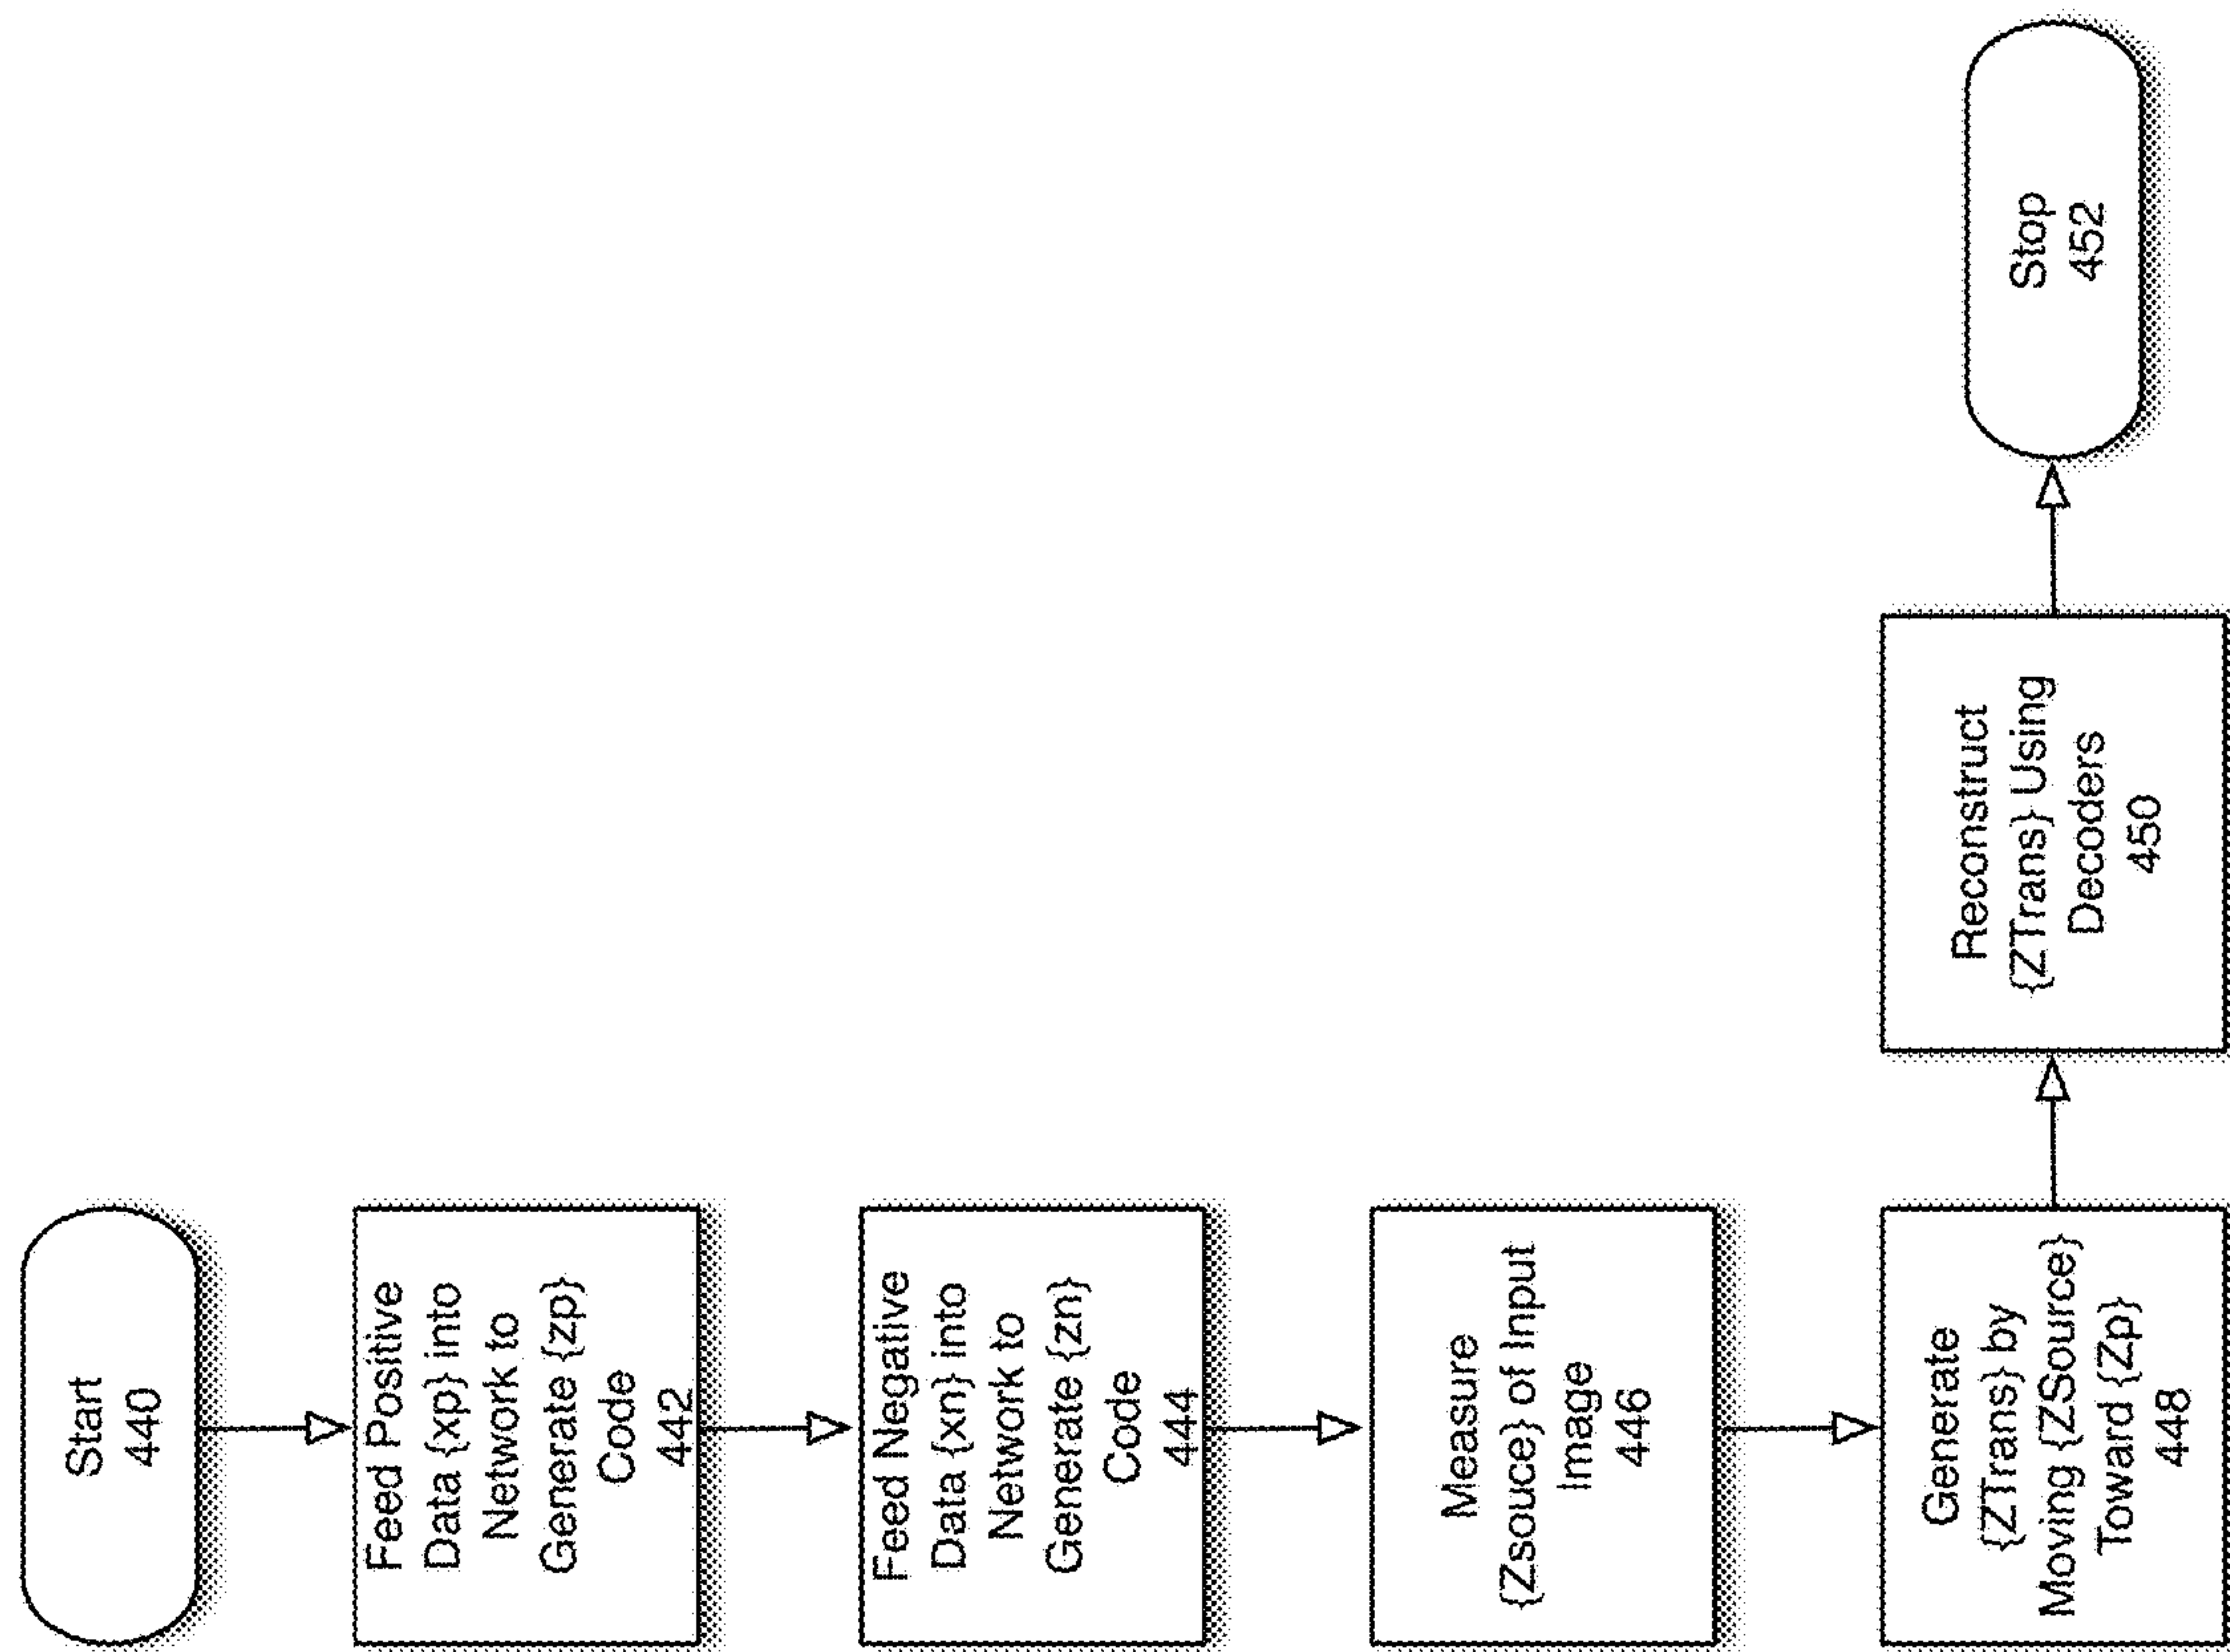 Start
440
Feed Positive
Data {xp} into
Network to
Generate {zp}
Code
442
Feed Negative
Data {xn} into
Network to
Generate {zn}
Code
444
Measure
{Zsouce} of Input
Image
446
Generate
{ZTrans} by
Moving {ZSource}
Toward {Zp}
448
Reconstruct
{ZTrans} Using
Decoders
450
Stop
452